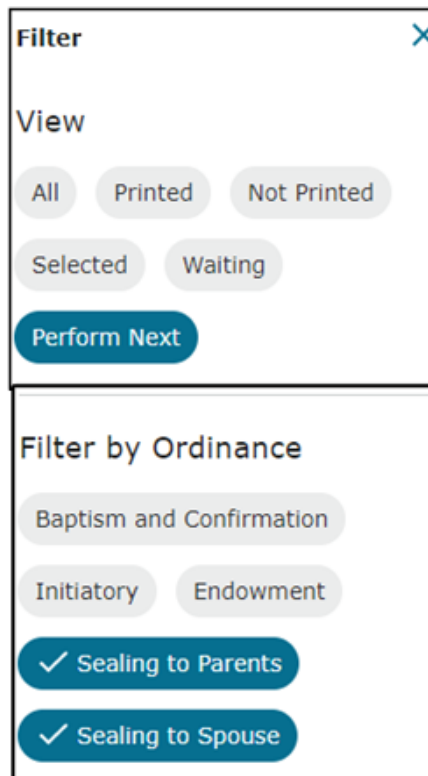 Filter
View
All Printed Not Printed
Selected Waiting
Perform Next
Filter by Ordinance
Baptism and Confirmation
Initiatory Endowment
Sealing to Parents
Sealing to Spouse